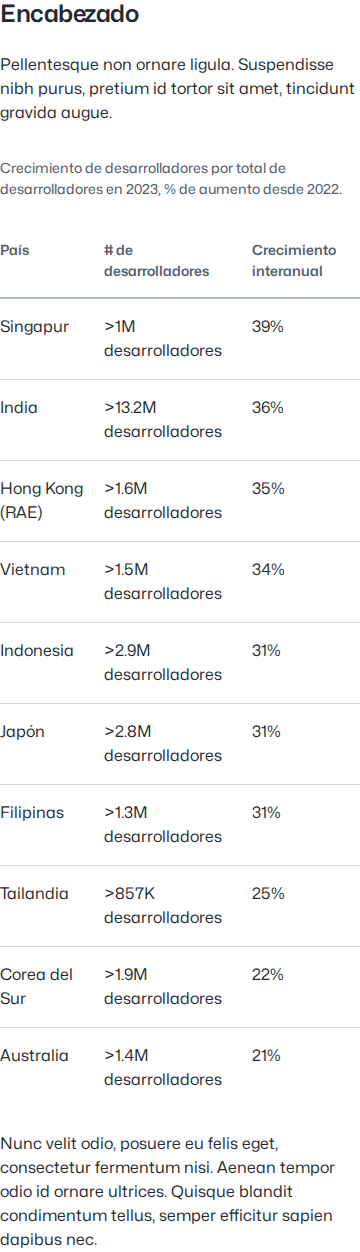 Encabezado
Pellentesque non ornare ligula. Suspendisse
nibh purus, pretium id tortor sit amet, tincidunt
gravida augue.
Crecimiento de desarrolladores por total de
desarrolladores en 2023, % de aumento desde 2022.
País # de desarrolladores Crecimiento interanual
Singapur >1M desarrolladores 39%
India >13.2M desarrolladores 36%
Hong Kong (RAE) >1.6M desarrolladores 35%
Vietnam >1.5M desarrolladores 34%
Indonesia >2.9M desarrolladores 31%
Japón >2.8M desarrolladores 31%
Filipinas >1.3M desarrolladores 31%
Tailandia >857K desarrolladores 25%
Corea del Sur >1.9M desarrolladores 22%
Australia >1.4M desarrolladores 21%
Nunc velit odio, posuere eu felis eget,
consectetur fermentum nisi. Aenean tempor
odio id ornare ultrices. Quisque blandit
condimentum tellus, semper efficitur sapien
dapibus nec.